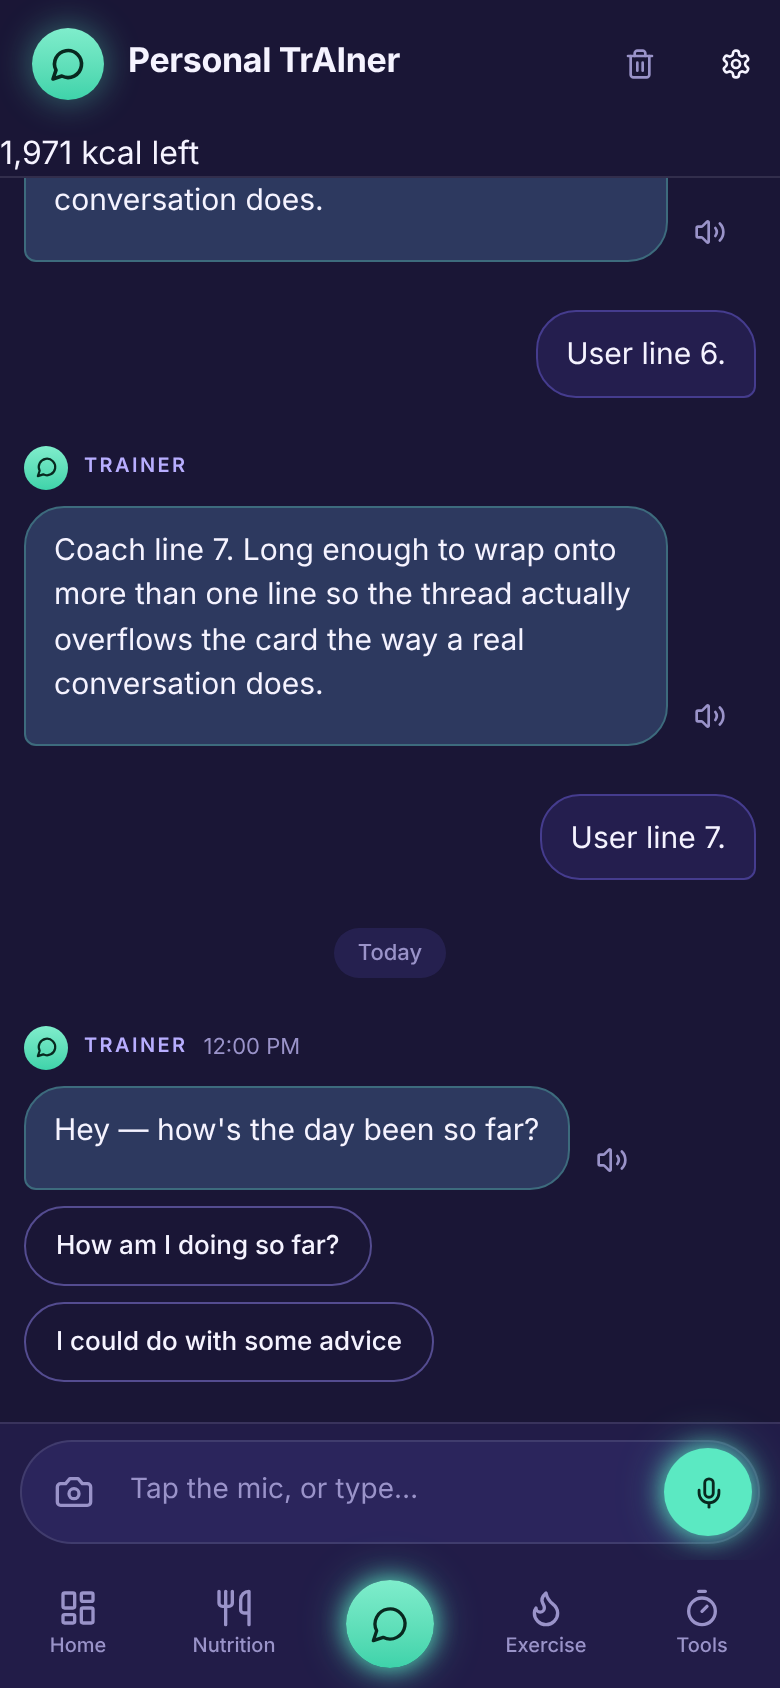 Personal TrAIner
1,971 kcal left
conversation does.
User line 6.
TRAINER
Coach line 7. Long enough to wrap onto
more than one line so the thread actually
overflows the card the way a real
conversation does.
User line 7.
Today
TRAINER 12:00 PM
Hey — how's the day been so far?
How am I doing so far?
I could do with some advice
Tap the mic, or type...
Home Nutrition Exercise Tools